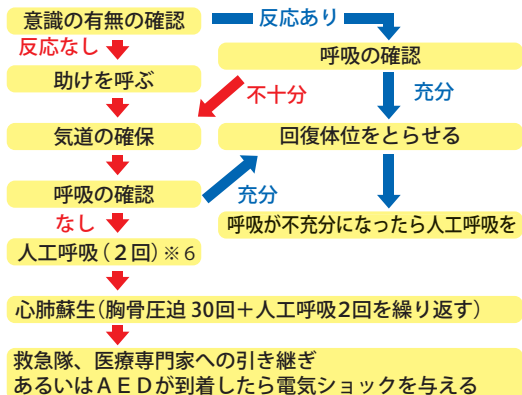 意識の有無の確認
反応あり
反応なし
呼吸の確認
助けを呼ぶ
不十分
充分
気道の確保
回復体位をとらせる
呼吸の確認
充分
なし
呼吸が不充分になったら人工呼吸を
人工呼吸(2回)※6
心肺蘇生(胸骨圧迫 30回+人工呼吸2回を繰り返す)
救急隊、医療専門家への引き継ぎ
あるいはAEDが到着したら電気ショックを与える